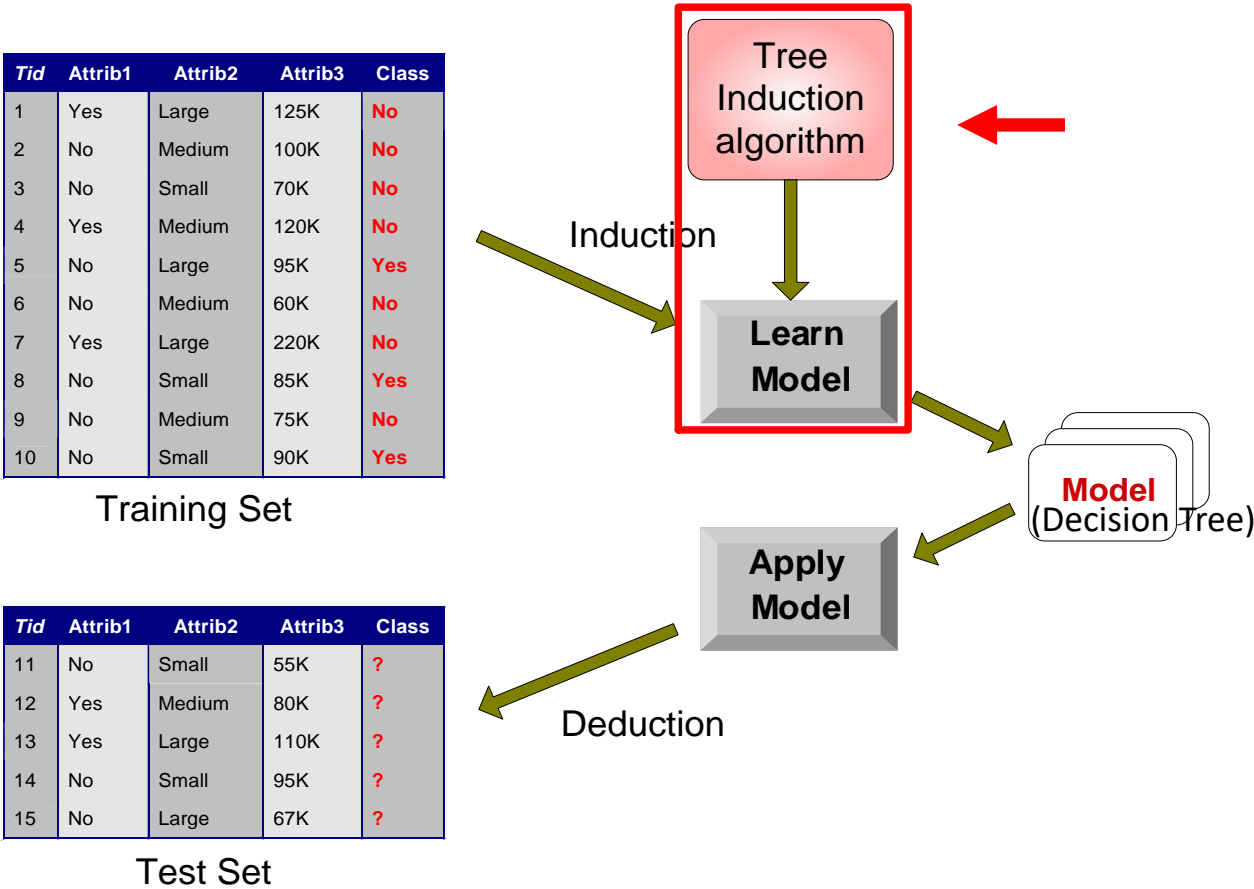 Tid Attrib1 Attrib2 Attrib3 Class
1 Yes Large 125K No
2 No Medium 100K No
3 No Small 70K No
4 Yes Medium 120K No
5 No Large 95K Yes
6 No Medium 60K No
7 Yes Large 220K No
8 No Small 85K Yes
9 No Medium 75K No
10 No Small 90K Yes
Training Set
Tree
Induction
algorithm
Induction
Learn
Model
Model
(Decision Tree)
Apply
Model
Deduction
Tid Attrib1 Attrib2 Attrib3 Class
11 No Small 55K ?
12 Yes Medium 80K ?
13 Yes Large 110K ?
14 No Small 95K ?
15 No Large 67K ?
Test Set